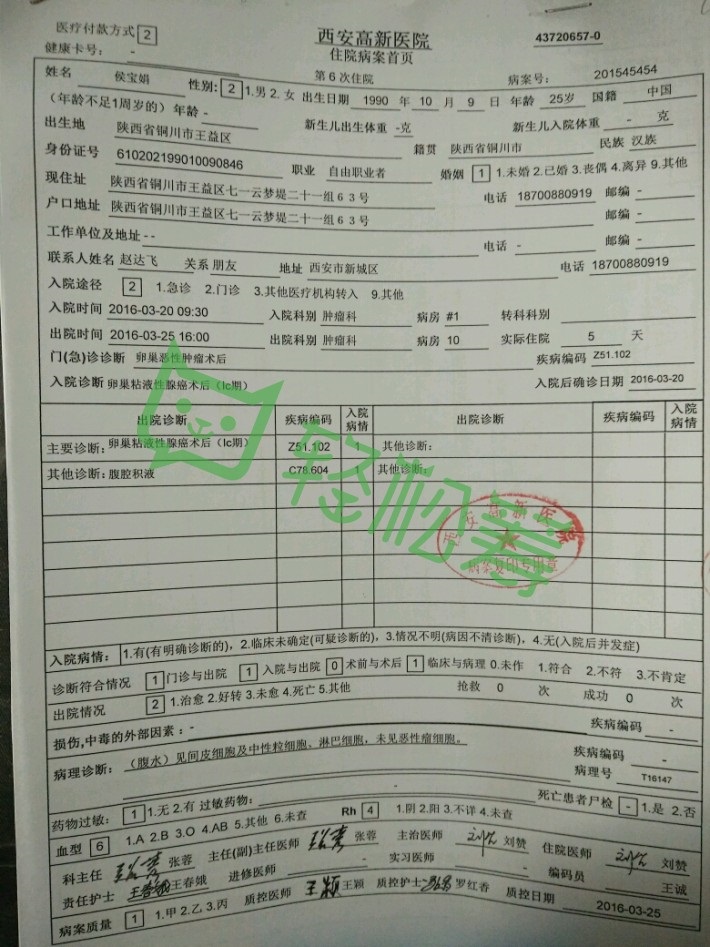 医疗付款方式 2 西安高新医院 43720657-0
健康卡号: - 住院病案首页
第 6 次住院 病案号: 201545454
姓名 侯宝娟 性别: 2 1.男 2.女 出生日期 1990 年 10 月 9 日 年龄 25岁 国籍 中国
(年龄不足1周岁的) 年龄 - 新生儿出生体重 -克 新生儿入院体重 - 克
出生地 陕西省铜川市王益区 籍贯 陕西省铜川市 民族 汉族
身份证号 610202199010090846 职业 自由职业者 婚姻 1 1.未婚 2.已婚 3.丧偶 4.离异 9.其他
现住址 陕西省铜川市王益区七一云梦堤二十一组63号 电话 18700880919 邮编 -
户口地址 陕西省铜川市王益区七一云梦堤二十一组63号 邮编 -
工作单位及地址 - - 电话 - 邮编 -
联系人姓名 赵达飞 关系 朋友 地址 西安市新城区 电话 18700880919
入院途径 2 1.急诊 2.门诊 3.其他医疗机构转入 9.其他
入院时间 2016-03-20 09:30 入院科别 肿瘤科 病房 #1 转科科别
出院时间 2016-03-25 16:00 出院科别 肿瘤科 病房 10 实际住院 5 天
门(急)诊诊断 卵巢恶性肿瘤术后 疾病编码 Z51.102
入院诊断 卵巢粘液性腺癌术后(Ic期) 入院后确诊日期 2016-03-20
出院诊断 疾病编码 入院病情 出院诊断 疾病编码 入院病情
主要诊断: 卵巢粘液性腺癌术后(Ic期) Z51.102 1 其他诊断:
其他诊断: 腹腔积液 C78.604 1 其他诊断:
轻松筹
西安高新医院
病案复印专用章
入院病情: 1.有(有明确诊断的), 2.临床未确定(可疑诊断的), 3.情况不明(病因不清诊断), 4.无(入院后并发症)
诊断符合情况 1 门诊与出院 1 入院与出院 0 术前与术后 1 临床与病理 0.未作 1.符合 2.不符 3.不肯定
出院情况 2 1.治愈 2.好转 3.未愈 4.死亡 5.其他 抢救 0 次 成功 0 次
损伤,中毒的外部因素: - 疾病编码 -
病理诊断: (腹水)见间皮细胞及中性粒细胞、淋巴细胞,未见恶性瘤细胞。 疾病编码 -
- 病理号 T16147
药物过敏: 1 1.无 2.有 过敏药物: - 死亡患者尸检 - 1.是 2.否
血型 6 1.A 2.B 3.O 4.AB 5.其他 6.未查 Rh 4 1.阴 2.阳 3.不详 4.未查
科主任 张蓉 主任(副)主任医师 张蓉 主治医师 刘赞 住院医师 刘赞
责任护士 王春娥 进修医师 - 实习医师 - 编码员 王诚
病案质量 1 1.甲 2.乙 3.丙 质控医师 王颖 王颖 质控护士 罗红香 质控日期 2016-03-25